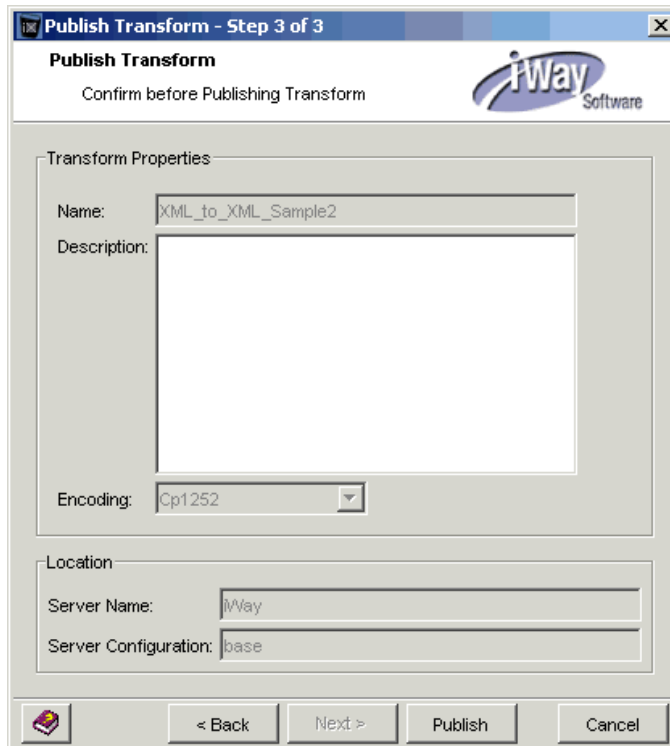 Publish Transform - Step 3 of 3
Publish Transform
Confirm before Publishing Transform
iWay
Software
Transform Properties
Name: XML_to_XML_Sample2
Description:
Encoding: Cp1252
Location
Server Name: iWay
Server Configuration: base
< Back Next > Publish Cancel